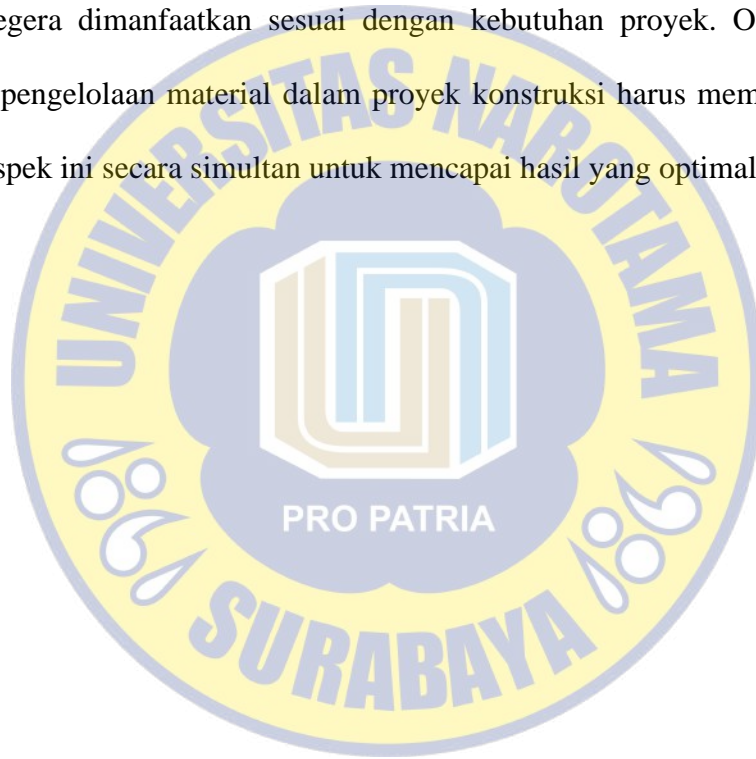 egera dimanfaatkan sesuai dengan kebutuhan proyek. O
pengelolaan material dalam proyek konstruksi harus mem
spek ini secara simultan untuk mencapai hasil yang optimal
UNIVERSITAS NAROTAMA
PRO PATRIA
SURABAYA